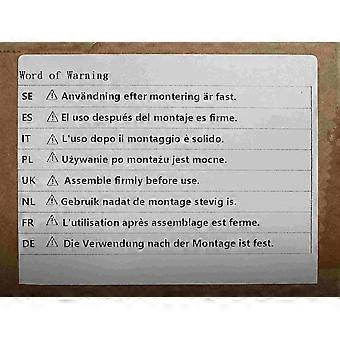 Word of Warning
SE ⚠ Användning efter montering är fast.
ES ⚠ El uso después del montaje es firme.
IT ⚠ L'uso dopo il montaggio è solido.
PL ⚠ Używanie po montażu jest mocne.
UK ⚠ Assemble firmly before use.
NL ⚠ Gebruik nadat de montage stevig is.
FR ⚠ L'utilisation après assemblage est ferme.
DE ⚠ Die Verwendung nach der Montage ist fest.